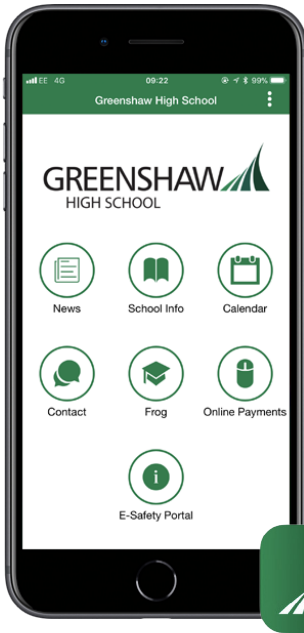 EE 4G 09:22 99%
Greenshaw High School
GREENSHAW
HIGH SCHOOL
News School Info Calendar
Contact Frog Online Payments
i
E-Safety Portal